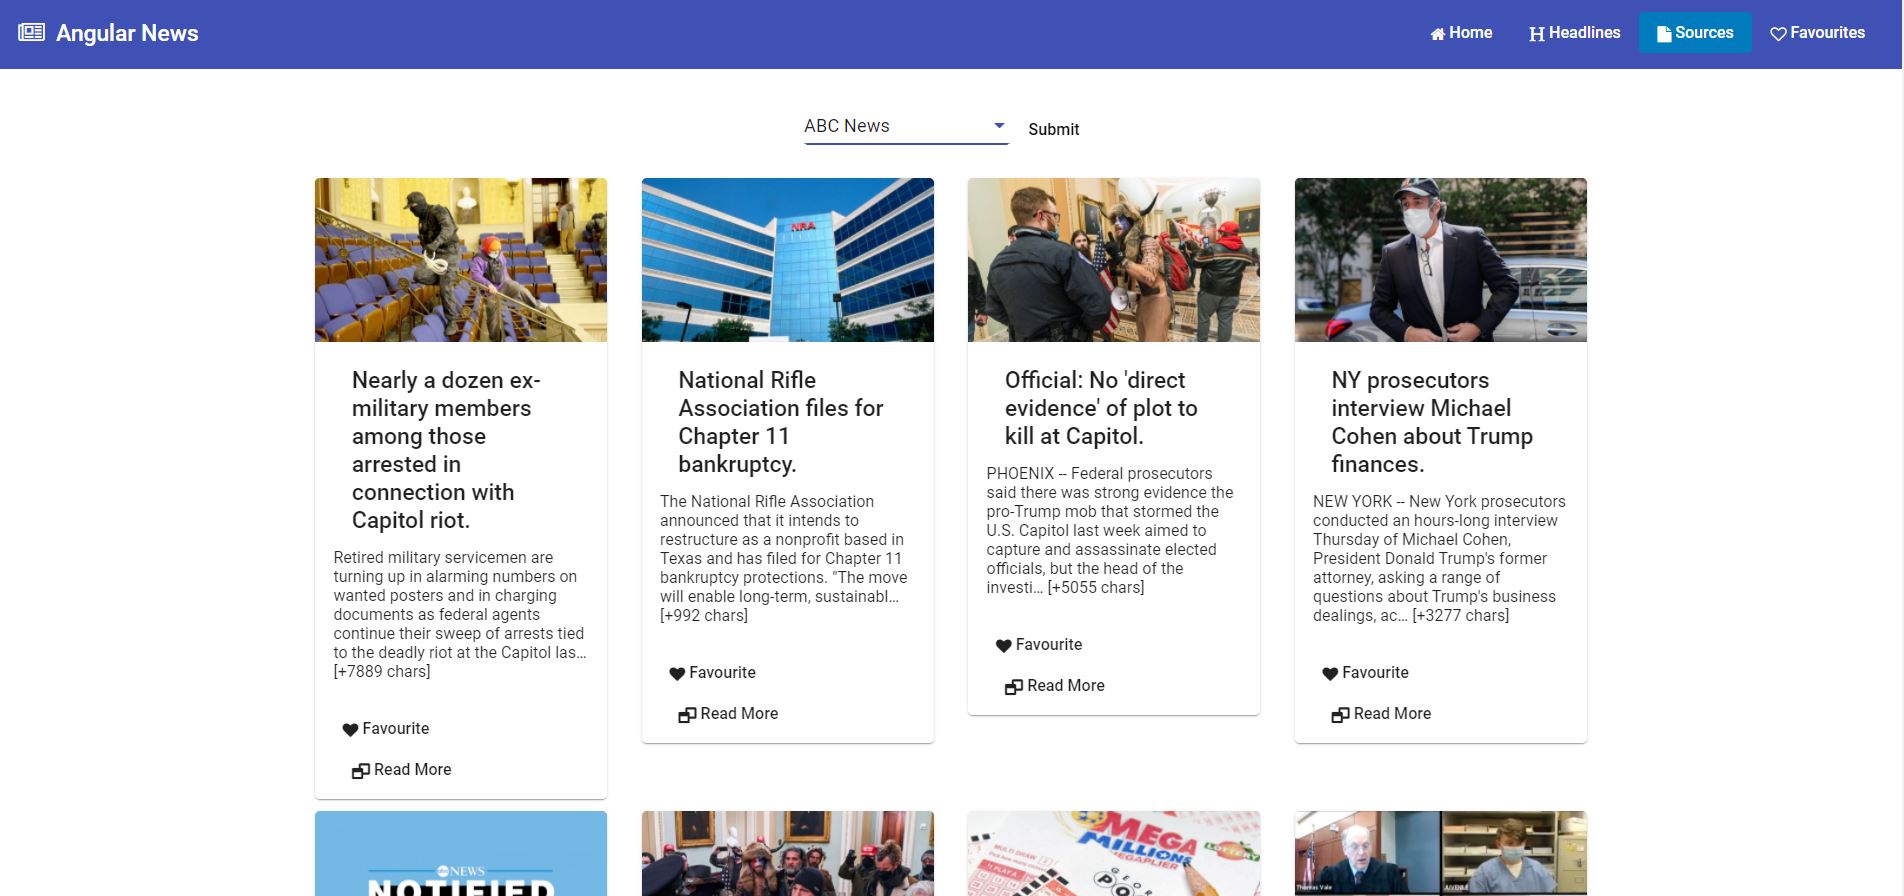 Angular News
Home
Headlines
Sources
Favourites
ABC News
Submit
NRA
Nearly a dozen ex-
military members
among those
arrested in
connection with
Capitol riot.
Retired military servicemen are
turning up in alarming numbers on
wanted posters and in charging
documents as federal agents
continue their sweep of arrests tied
to the deadly riot at the Capitol las…
[+7889 chars]
Favourite
Read More
National Rifle
Association files for
Chapter 11
bankruptcy.
The National Rifle Association
announced that it intends to
restructure as a nonprofit based in
Texas and has filed for Chapter 11
bankruptcy protections. "The move
will enable long-term, sustainabl…
[+992 chars]
Favourite
Read More
Official: No 'direct
evidence' of plot to
kill at Capitol.
PHOENIX -- Federal prosecutors
said there was strong evidence the
pro-Trump mob that stormed the
U.S. Capitol last week aimed to
capture and assassinate elected
officials, but the head of the
investi… [+5055 chars]
Favourite
Read More
NY prosecutors
interview Michael
Cohen about Trump
finances.
NEW YORK -- New York prosecutors
conducted an hours-long interview
Thursday of Michael Cohen,
President Donald Trump's former
attorney, asking a range of
questions about Trump's business
dealings, ac… [+3277 chars]
Favourite
Read More
abc NEWS
NOTIFIED
MEGA
MILLIONS
MEGAPLIER
MULTI DRAW
LOTTERY
Thomas Vale
JUVENILE